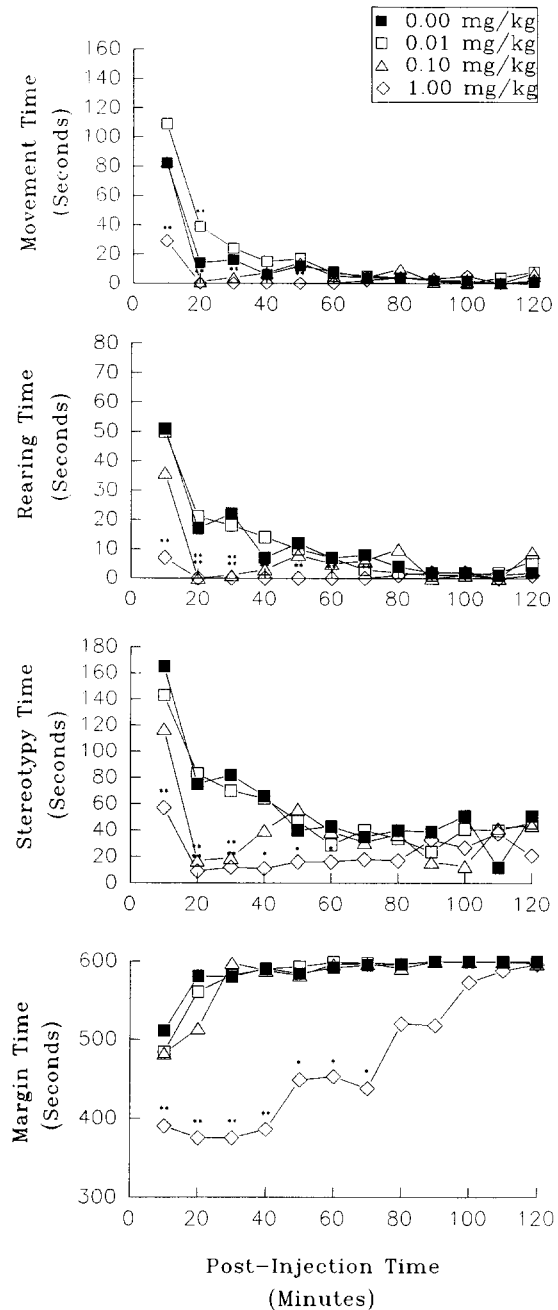 0.00 mg/kg
0.01 mg/kg
0.10 mg/kg
1.00 mg/kg
Movement Time
(Seconds)
160
140
120
100
80
60
40
20
0
0 20 40 60 80 100 120
Rearing Time
(Seconds)
80
70
60
50
40
30
20
10
0
0 20 40 60 80 100 120
Stereotypy Time
(Seconds)
180
160
140
120
100
80
60
40
20
0
0 20 40 60 80 100 120
Margin Time
(Seconds)
600
500
400
300
0 20 40 60 80 100 120
Post-Injection Time
(Minutes)